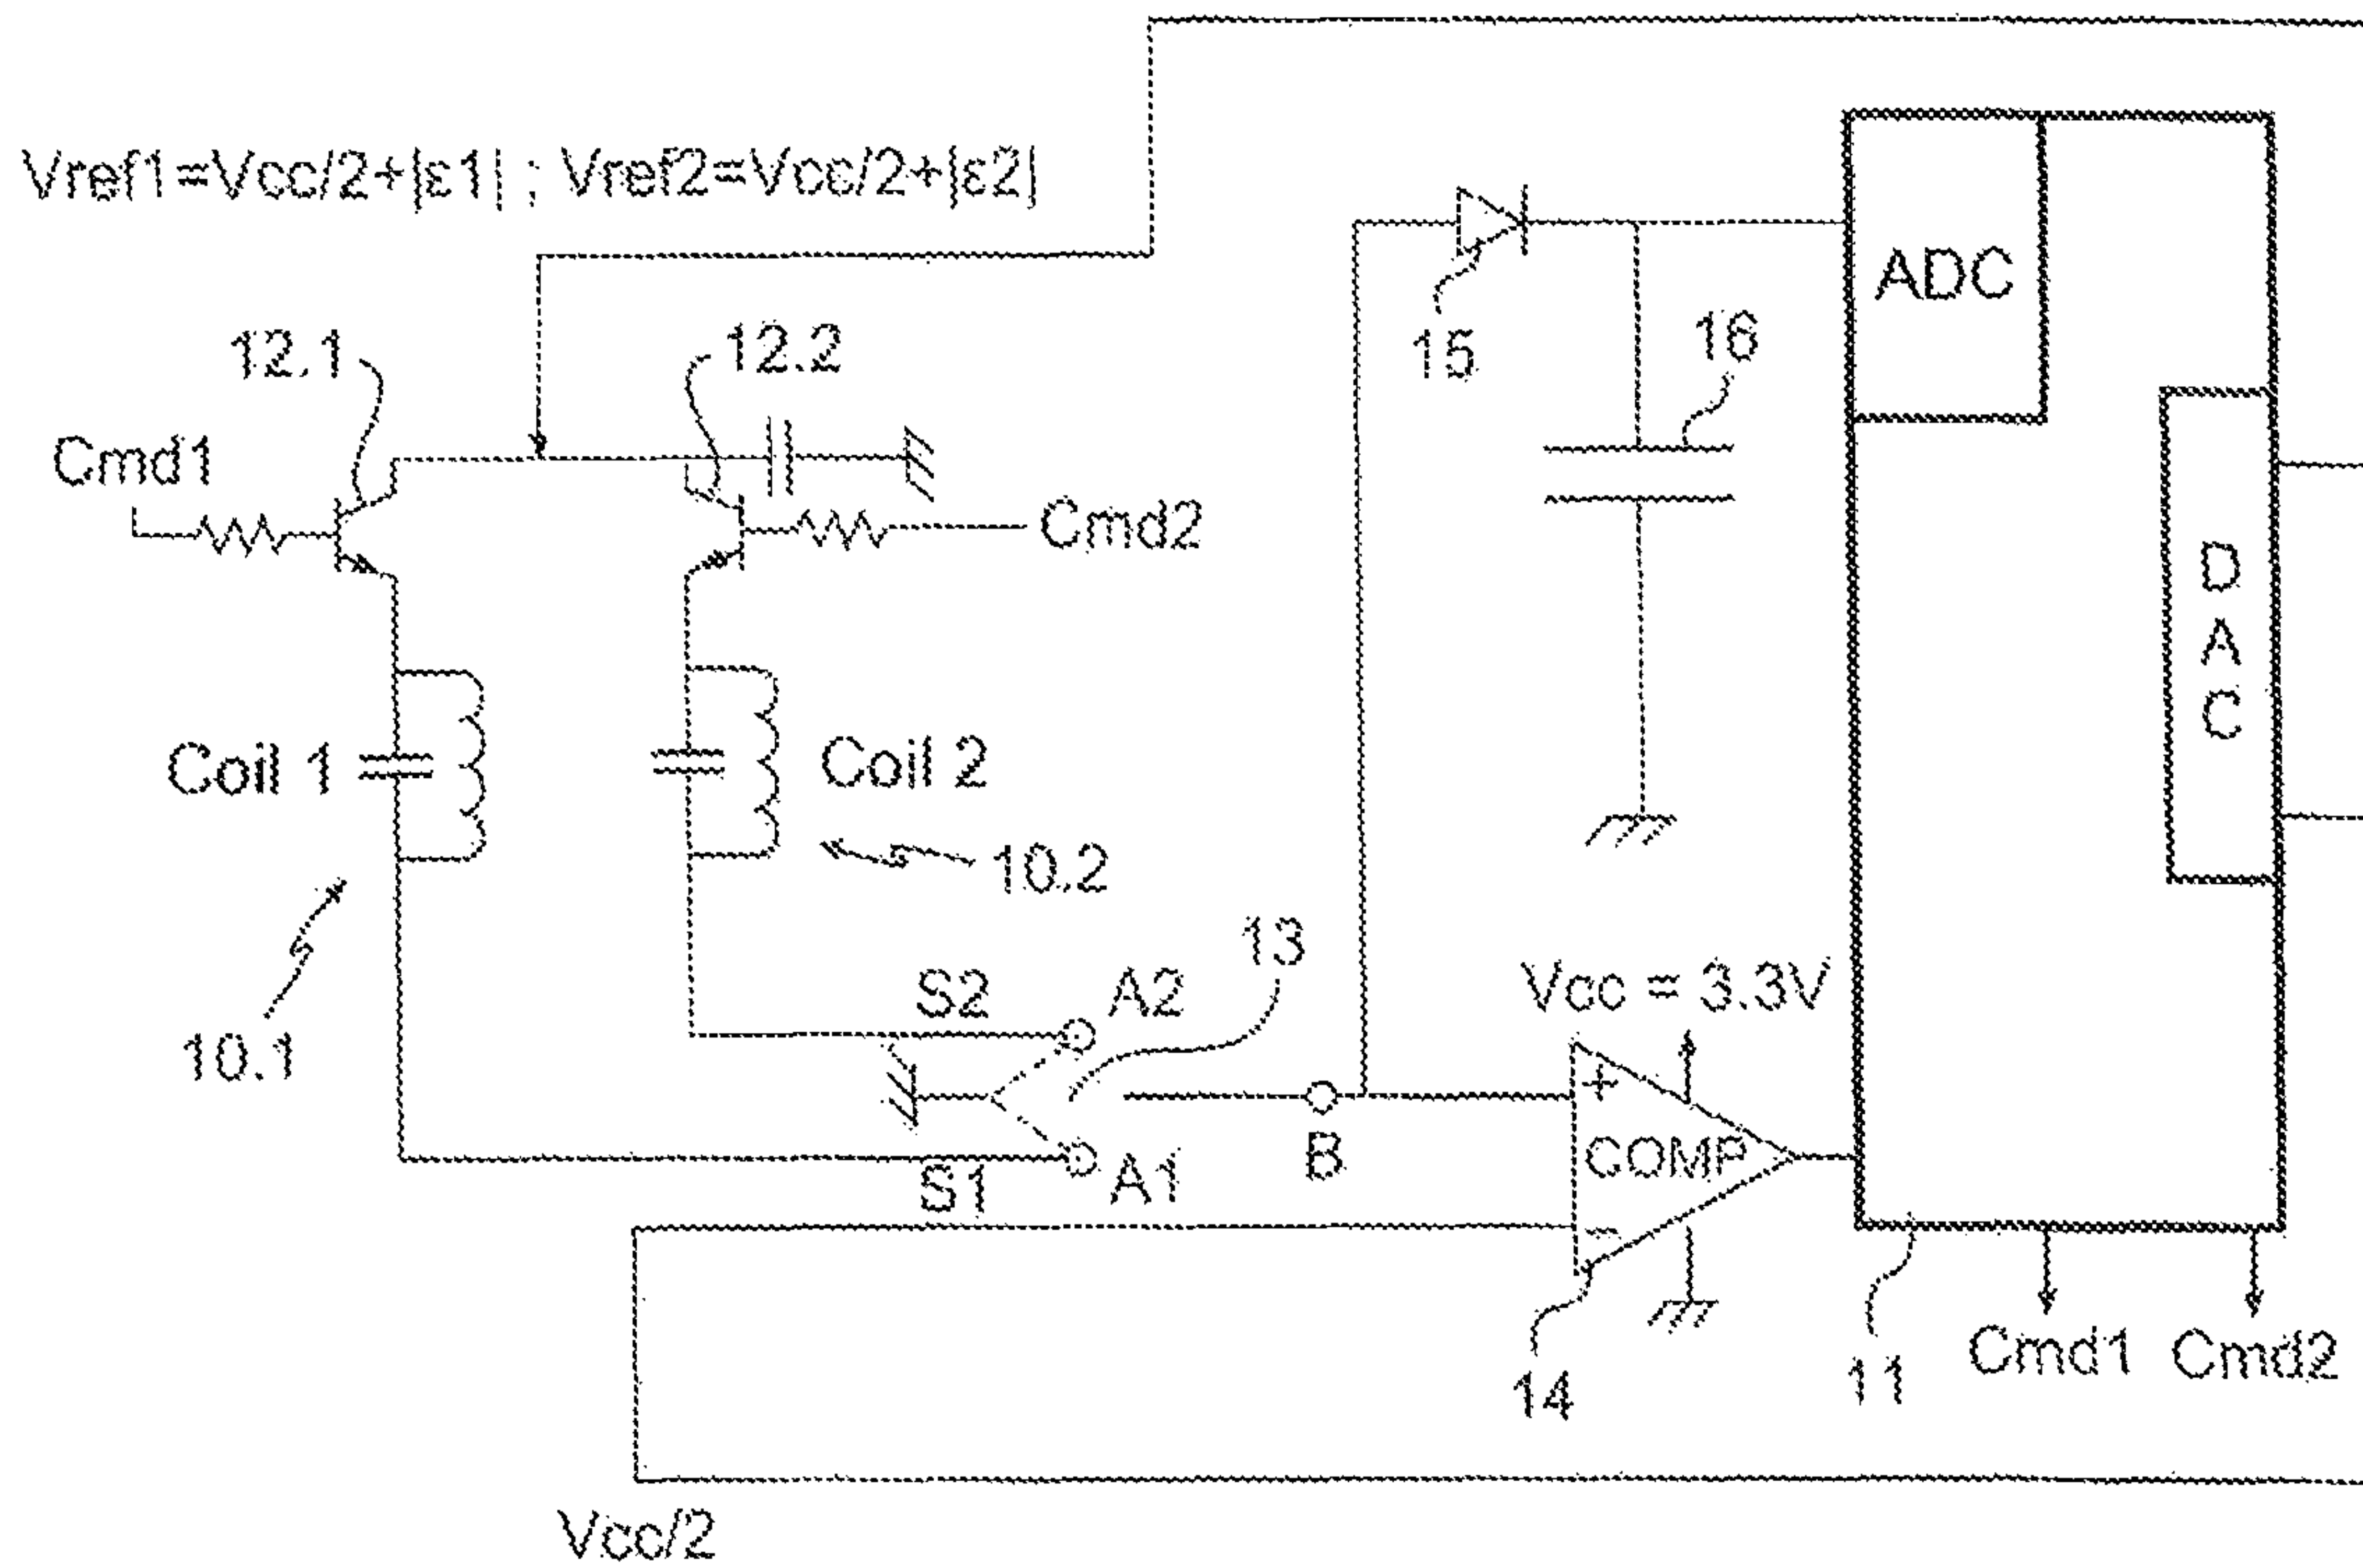 Vref1=Vcc/2+|ε1| ; Vref2=Vcc/2+|ε2|
ADC
12.1
12.2
15
16
Cmd1
Cmd2
D
A
C
Coil 1
Coil 2
10.2
13
10.1
S2
A2
Vcc = 3.3V
+
COMP
B
S1
A1
-
14
11
Cmd1
Cmd2
Vcc/2